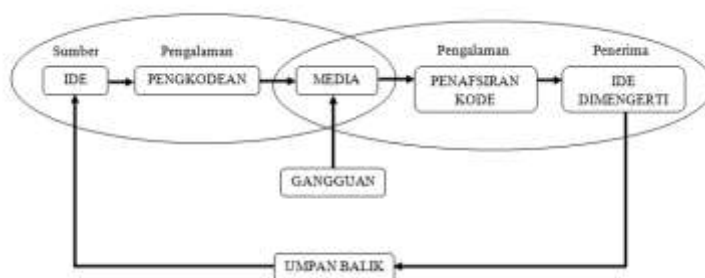 Sumber Pengalaman Pengalaman Penerima
IDE PENGKODEAN MEDIA PENAFSIRAN KODE IDE DIMENGERTI
GANGGUAN
UMPAN BALIK